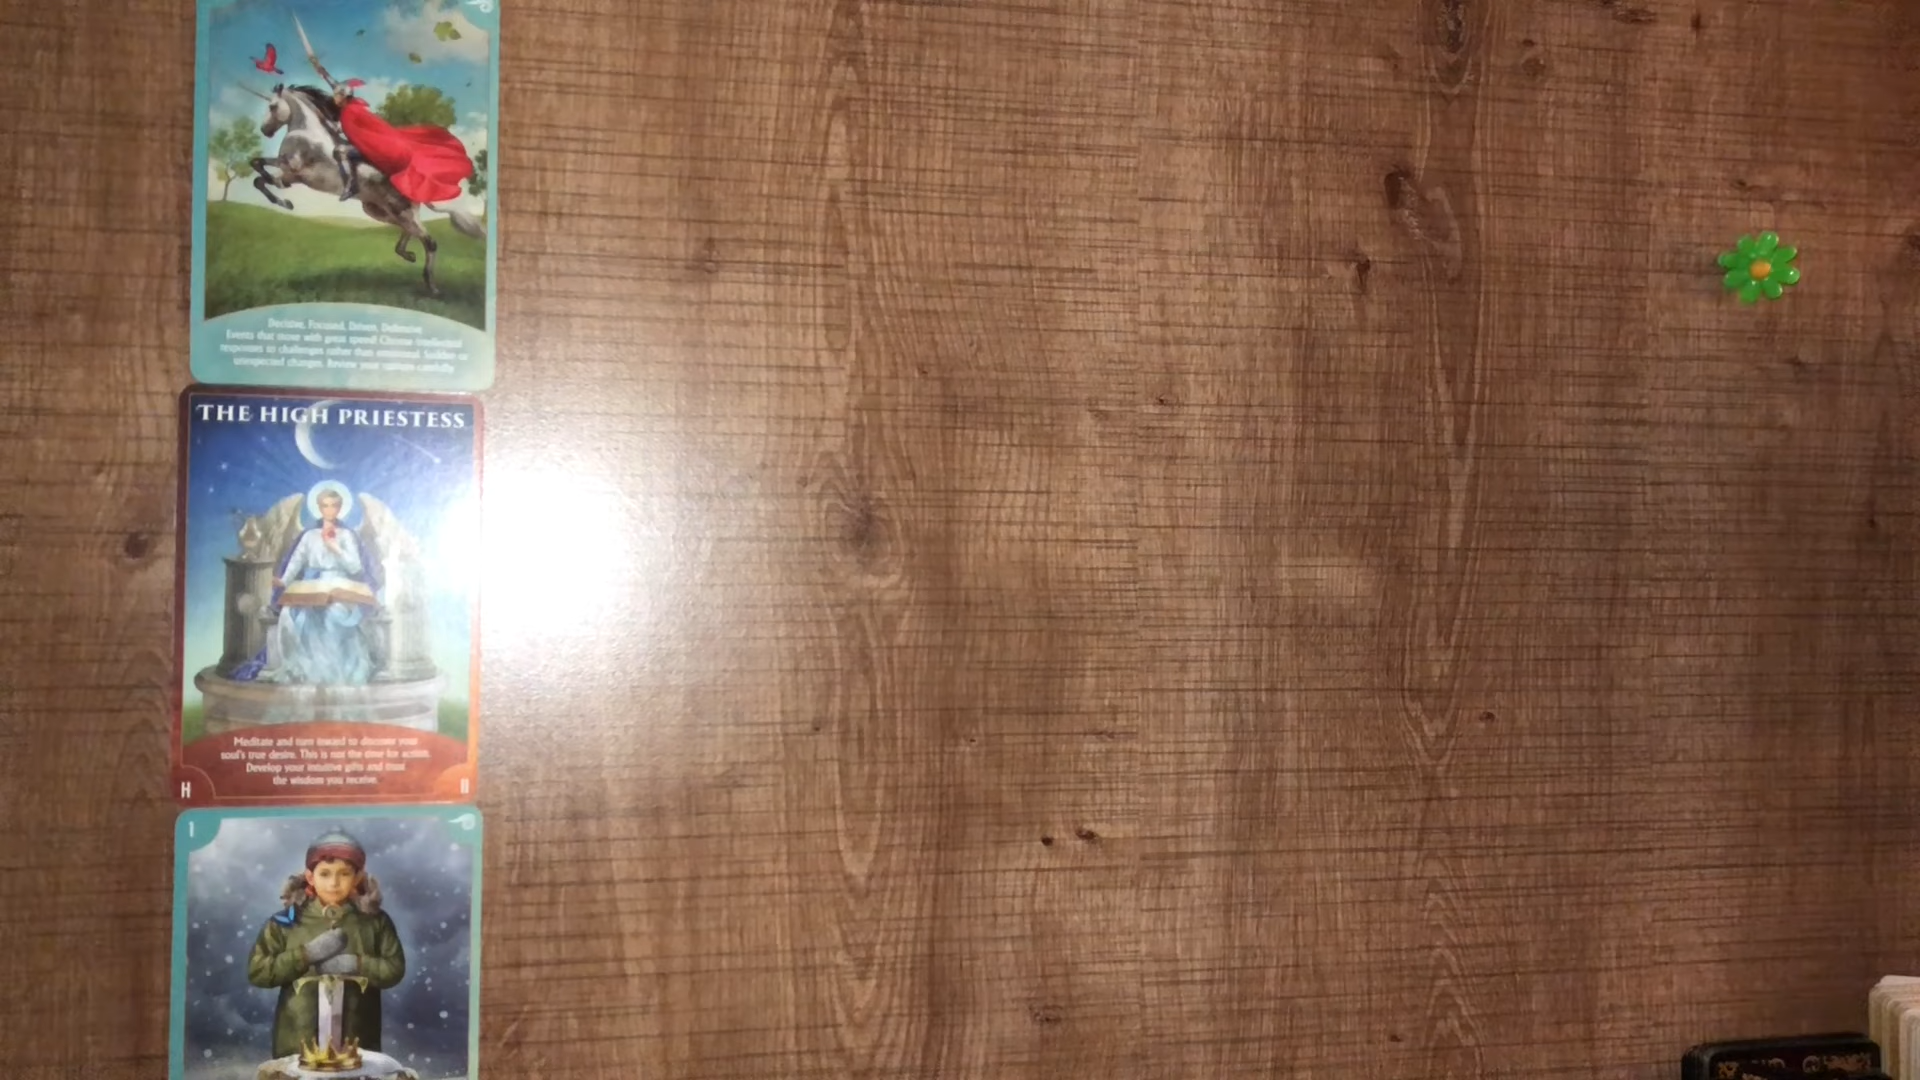 Decisive, Focused, Driven, Defensive
Events that move with great speed! Choose intellectual
responses to challenges rather than emotional. Sudden or
unexpected changes. Review your options carefully.
THE HIGH PRIESTESS
Meditate and turn inward to discover your
soul's true desire. This is not the time for action.
Develop your intuitive gifts and trust
the wisdom you receive.
H II
1